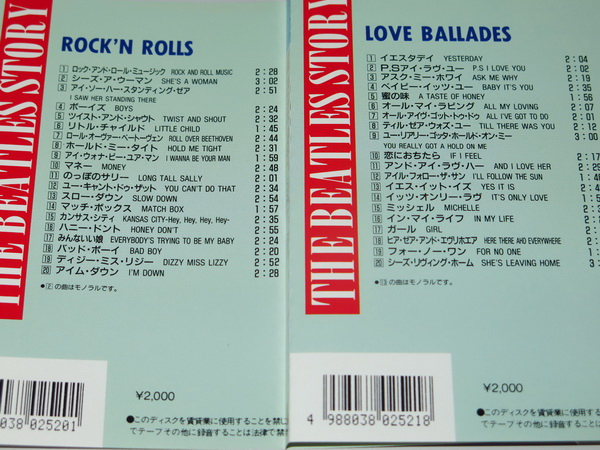 THE BEATLES STORY
ROCK'N ROLLS
1 ロック・アンド・ロール・ミュージック ROCK AND ROLL MUSIC 2:28
2 シーズ・ア・ウーマン SHE'S A WOMAN 3:02
3 アイ・ソー・ハー・スタンディング・ゼア 2:51
I SAW HER STANDING THERE
4 ボーイズ BOYS 2:24
5 ツイスト・アンド・シャウト TWIST AND SHOUT 2:32
6 リトル・チャイルド LITTLE CHILD 1:45
7 ロール・オーヴァー・ベートーヴェン ROLL OVER BEETHOVEN 2:44
8 ホールド・ミー・タイト HOLD ME TIGHT 2:31
9 アイ・ウォナ・ビー・ユア・マン I WANNA BE YOUR MAN 1:59
10 マネー MONEY 2:48
11 のっぽのサリー LONG TALL SALLY 2:01
12 ユー・キャント・ドゥ・ザット YOU CAN'T DO THAT 2:34
13 スロー・ダウン SLOW DOWN 2:54
14 マッチ・ボックス MATCH BOX 1:57
15 カンサス・シティ KANSAS CITY-Hey, Hey, Hey, Hey- 2:35
16 ハニー・ドント HONEY DON'T 2:55
17 みんないい娘 EVERYBODY'S TRYING TO BE MY BABY 2:24
18 バッド・ボーイ BAD BOY 2:20
19 ディジー・ミス・リジー DIZZY MISS LIZZY 2:52
20 アイム・ダウン I'M DOWN 2:28
●2の曲はモノラルです。
¥2,000
038 025201
●このディスクを賃貸業に使用することを禁じ
でテープその他に録音することは法律で禁
THE BEATLES STORY
LOVE BALLADES
1 イエスタデイ YESTERDAY 2:04
2 P.Sアイ・ラヴ・ユー P.S I LOVE YOU 2:02
3 アスク・ミー・ホワイ ASK ME WHY 2:19
4 ベイビー・イッツ・ユー BABY IT'S YOU 2:35
5 蜜の味 A TASTE OF HONEY 1:56
6 オール・マイ・ラビング ALL MY LOVING 2:07
7 オール・アイヴ・ゴット・トゥ・ドゥ ALL I'VE GOT TO DO 2:01
8 ティル・ゼア・ウォズ・ユー TILL THERE WAS YOU 2:12
9 ユー・リアリー・ゴッタ・ホールド・オン・ミー 3:00
YOU REALLY GOT A HOLD ON ME
10 恋におちたら IF I FELL 2:17
11 アンド・アイ・ラヴ・ハー AND I LOVE HER 2:29
12 アイル・フォロー・ザ・サン I'LL FOLLOW THE SUN
14 イッツ・オンリー・ラヴ IT'S ONLY LOVE
13 イエス・イット・イズ YES IT IS
15 ミッシェル MICHELLE
16 イン・マイ・ライフ IN MY LIFE
17 ガール GIRL
18 ヒア・ゼア・アンド・エヴリホエア HERE THERE AND EVERYWHERE
19 フォー・ノー・ワン FOR NO ONE
20 シーズ・リヴィング・ホーム SHE'S LEAVING HOME
●13の曲はモノラルです。
¥2,000
4 988038 025218
●このディスクを賃貸業に使用するこ
でテープその他に録音することは法